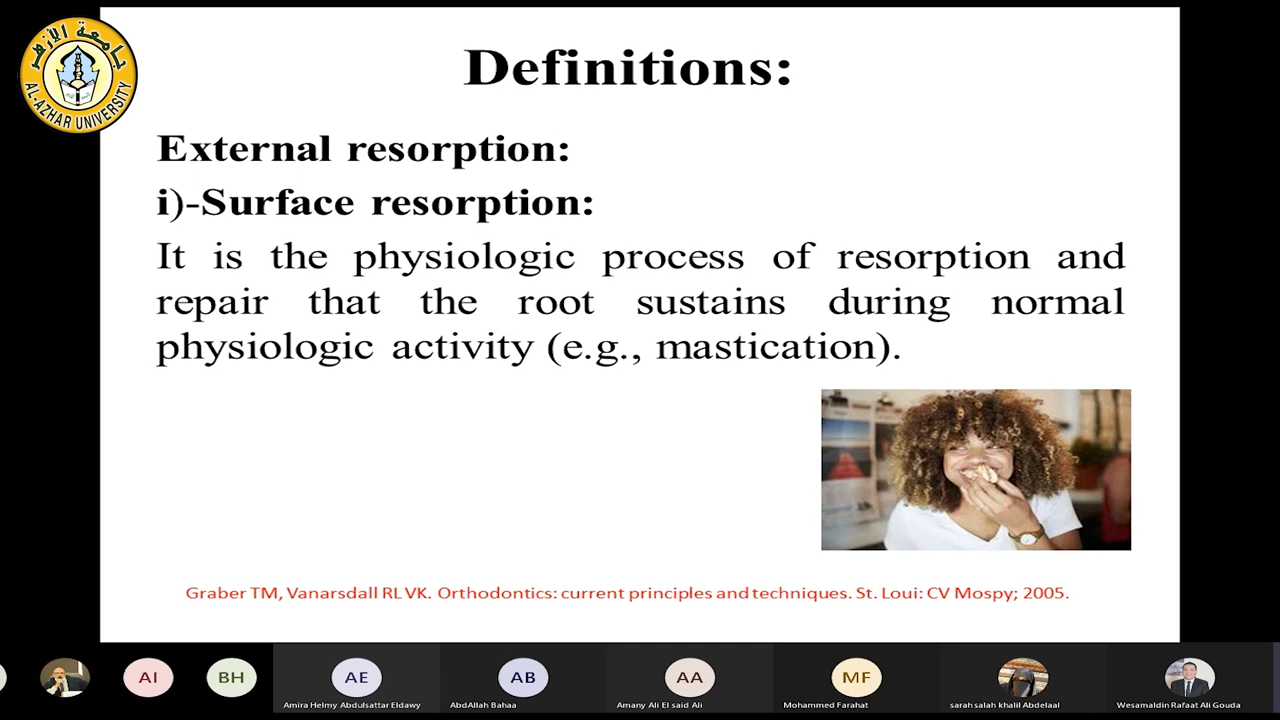 جامعة الأزهر
AL-AZHAR UNIVERSITY
Definitions:
External resorption:
i)-Surface resorption:
It is the physiologic process of resorption and
repair that the root sustains during normal
physiologic activity (e.g., mastication).
Graber TM, Vanarsdall RL VK. Orthodontics: current principles and techniques. St. Loui: CV Mospy; 2005.
AI
BH
AE
AB
AA
MF
Amira Helmy Abdulsattar Eldawy
AbdAllah Bahaa
Amany Ali El said Ali
Mohammed Farahat
sarah salah khalil Abdelaal
Wesamaldin Rafaat Ali Gouda